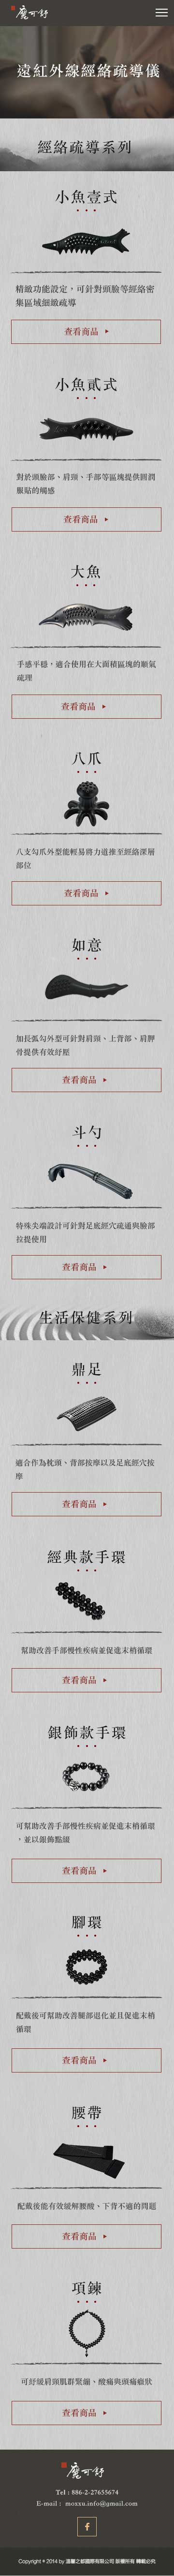 魔可舒
遠紅外線經絡疏導儀
經絡疏導系列
小魚壹式
精緻功能設定，可針對頭臉等經絡密
集區域細緻疏導
查看商品
小魚貳式
對於頭臉部、肩頸、手部等區塊提供圓潤
服貼的觸感
查看商品
大魚
手感平穩，適合使用在大面積區塊的順氣
疏理
查看商品
八爪
八支勾爪外型能輕易將力道推至經絡深層
部位
查看商品
如意
加長弧勾外型可針對肩頸、上背部、肩胛
骨提供有效紓壓
查看商品
斗勺
特殊尖端設計可針對足底經穴疏通與臉部
拉提使用
查看商品
生活保健系列
鼎足
適合作為枕頭、背部按摩以及足底經穴按
摩
查看商品
經典款手環
幫助改善手部慢性疾病並促進末梢循環
查看商品
銀飾款手環
可幫助改善手部慢性疾病並促進末梢循環
，並以銀飾點綴
查看商品
腳環
配戴後可幫助改善腿部退化並且促進末梢
循環
查看商品
腰帶
配戴後能有效緩解腰酸、下背不適的問題
查看商品
項鍊
可紓緩肩頸肌群緊繃、酸痛與頭痛症狀
查看商品
魔可舒
Tel : 886-2-27655674
E-mail : moxxu.info@gmail.com
f
Copyright © 2014 by 溫馨之都國際有限公司 版權所有 轉載必究